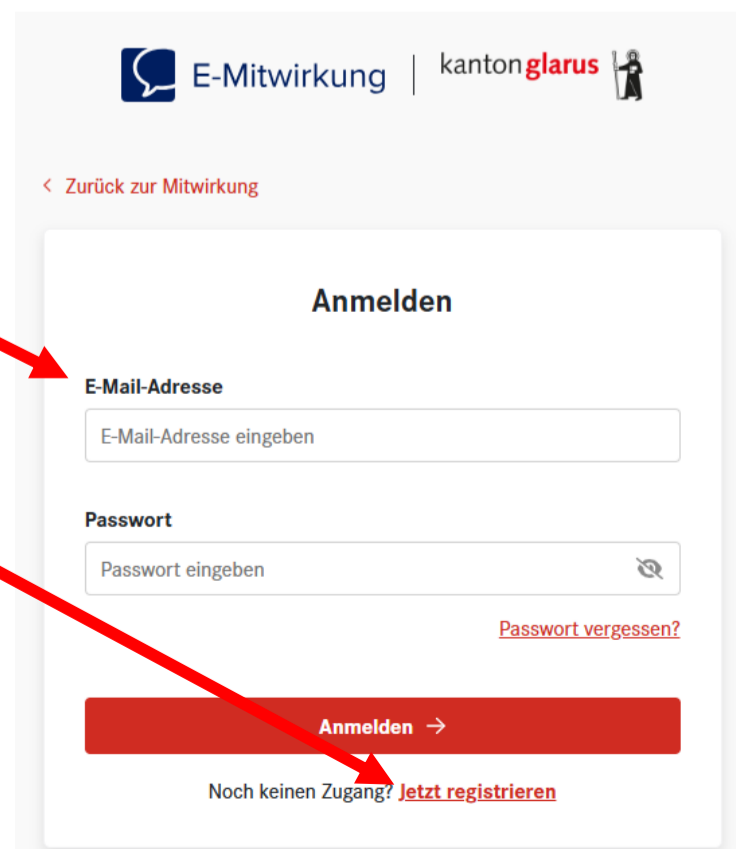 E-Mitwirkung | kanton glarus
< Zurück zur Mitwirkung
Anmelden
E-Mail-Adresse
E-Mail-Adresse eingeben
Passwort
Passwort eingeben
Passwort vergessen?
Anmelden →
Noch keinen Zugang? Jetzt registrieren